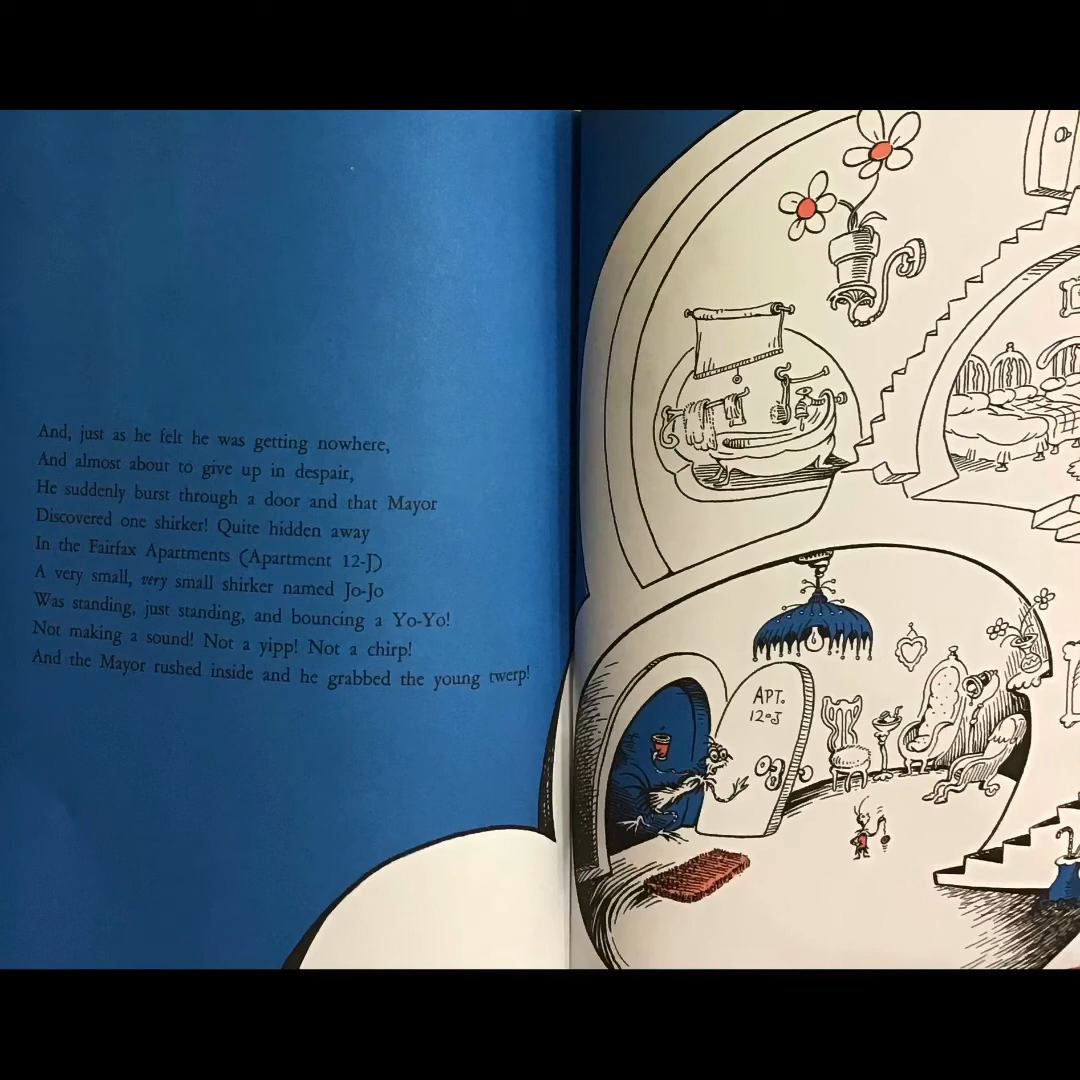 And, just as he felt he was getting nowhere,
And almost about to give up in despair,
He suddenly burst through a door and that Mayor
Discovered one shirker! Quite hidden away
In the Fairfax Apartments (Apartment 12-J)
A very small, very small shirker named Jo-Jo
Was standing, just standing, and bouncing a Yo-Yo!
Not making a sound! Not a yipp! Not a chirp!
And the Mayor rushed inside and he grabbed the young twerp!
APT.
12-J